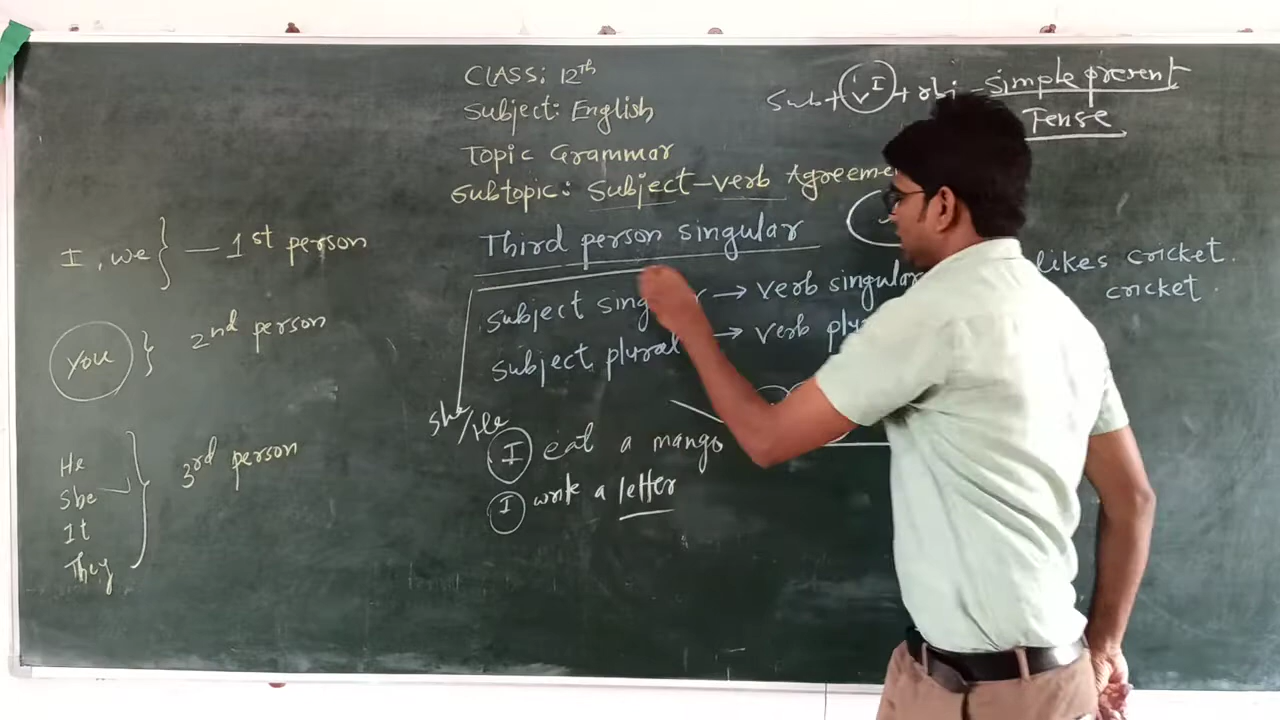 CLASS: 12th
Subject: English
Topic Grammar
Subtopic: Subject-verb Agreemen
Sub+ V I + obj - simple present
Tense
Third person singular
subject sing → verb singular
subject plural → verb plu
likes cricket.
cricket.
She/He
I eat a mango
I write a letter
I, we } — 1st person
You } 2nd person
He
She
It
They
3rd person